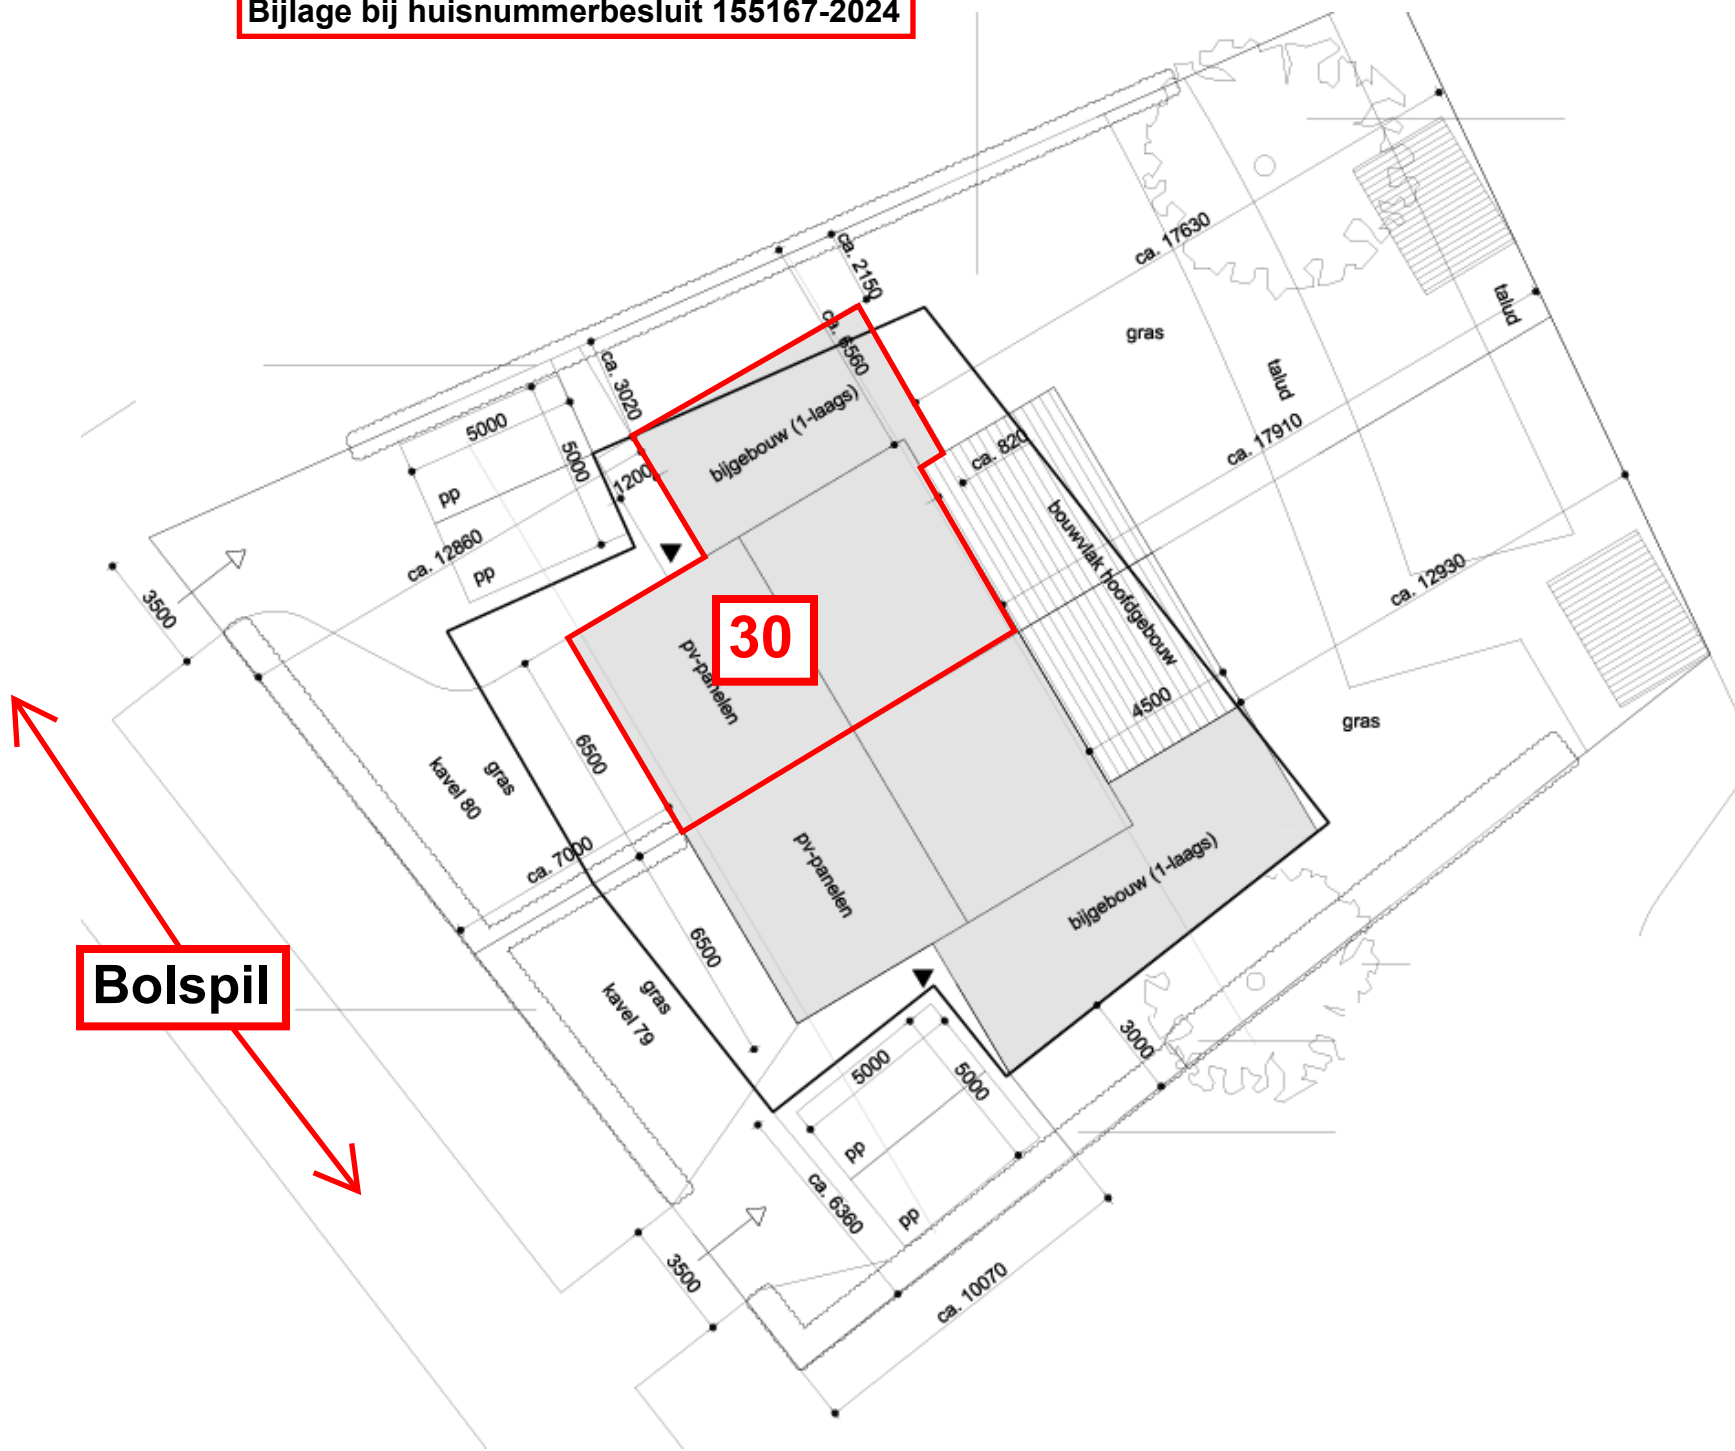 Bijlage bij huisnummerbesluit 155167-2024
ca. 2150
ca. 17630
ca. 6560
ca. 3020
gras
talud
talud
5000
5000
1200
pp
bijgebouw (1-laags)
ca. 820
ca. 17910
ca. 12860
pp
bouwvlak hoofdgebouw
ca. 12930
3500
30
pv-panelen
4500
gras
6500
gras
kavel 80
ca. 7000
pv-panelen
bijgebouw (1-laags)
6500
Bolspil
gras
kavel 79
3000
5000
5000
pp
ca. 6360
pp
3500
ca. 10070